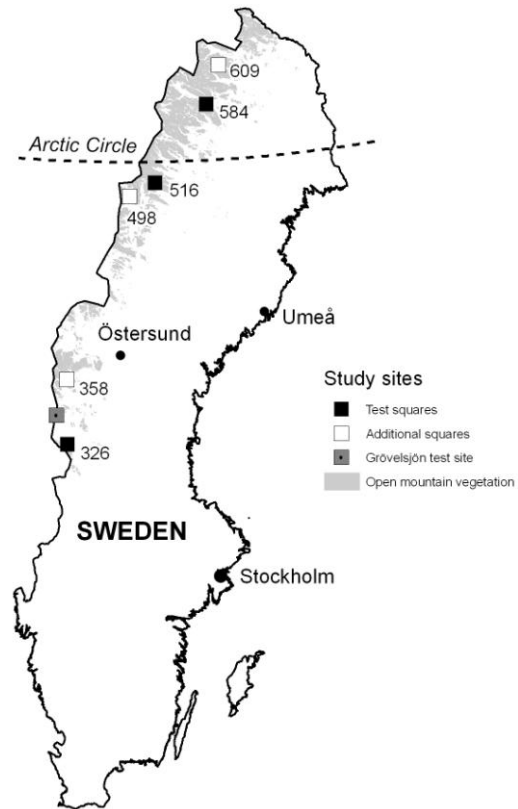 609
584
Arctic Circle
516
498
Umeå
Östersund
358
326
Study sites
Test squares
Additional squares
Grövelsjön test site
Open mountain vegetation
SWEDEN
Stockholm